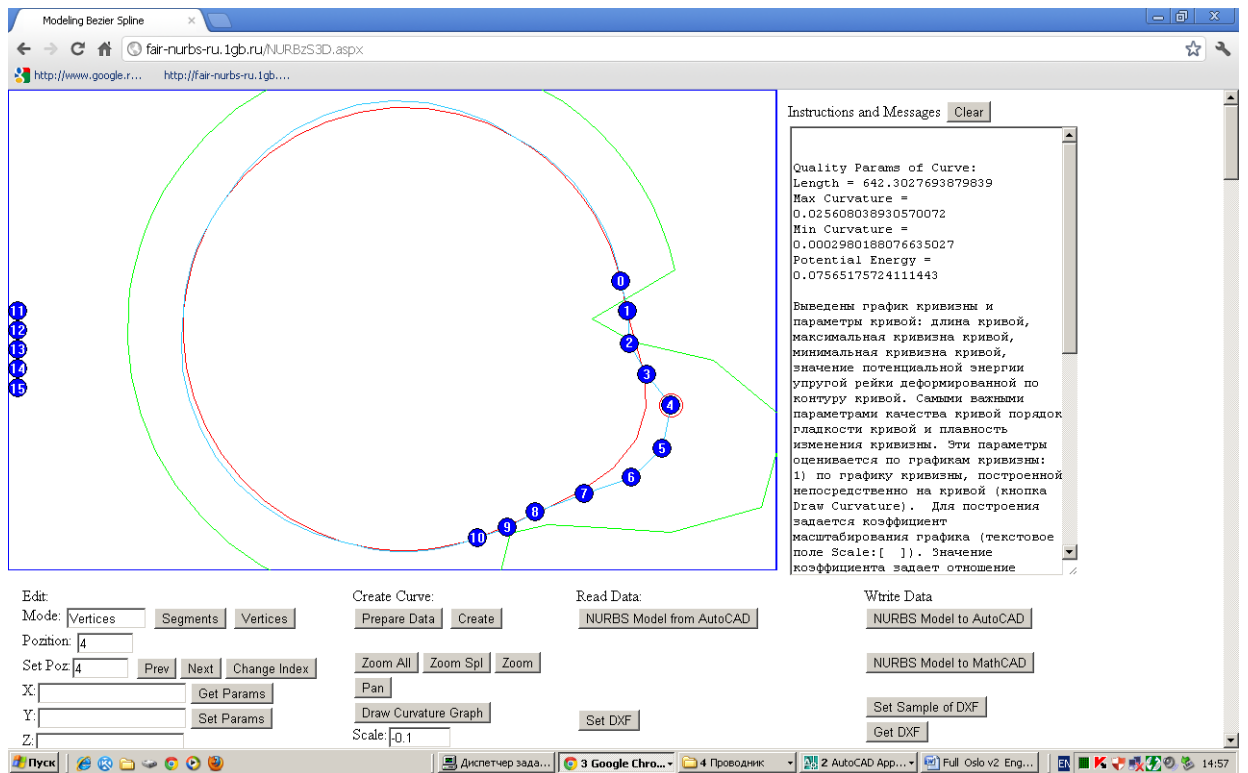 Modeling Bezier Spline
fair-nurbs-ru.1gb.ru/NURBzS3D.aspx
http://www.google.r... http://fair-nurbs-ru.1gb....
Instructions and Messages Clear
Quality Params of Curve:
Length = 642.3027693879839
Max Curvature =
0.025608038930570072
Min Curvature =
0.0002980188076635027
Potential Energy =
0.07565175724111443
Выведены график кривизны и
параметры кривой: длина кривой,
максимальная кривизна кривой,
минимальная кривизна кривой,
значение потенциальной энергии
упругой рейки деформированной по
контуру кривой. Самыми важными
параметрами качества кривой порядок
гладкости кривой и плавность
изменения кривизны. Эти параметры
оценивается по графикам кривизны:
1) по графику кривизны, построенной
непосредственно на кривой (кнопка
Draw Curvature). Для построения
задается коэффициент
масштабирования графика (текстовое
поле Scale:[ ]). Значение
коэффициента задает отношение
0
1
2
3
4
5
6
7
8
9
10
11
12
13
14
15
Edit: Create Curve: Read Data: Wtrite Data
Mode: Vertices Segments Vertices Prepare Data Create NURBS Model from AutoCAD NURBS Model to AutoCAD
Pozition: 4
Set Poz: 4 Prev Next Change Index Zoom All Zoom Spl Zoom NURBS Model to MathCAD
X: Get Params Pan
Y: Set Params Draw Curvature Graph Set DXF Set Sample of DXF
Z: Scale: -0.1 Get DXF
Пуск Диспетчер зада... 3 Google Chro... 4 Проводник 2 AutoCAD App... Full Oslo v2 Eng... EN 14:57